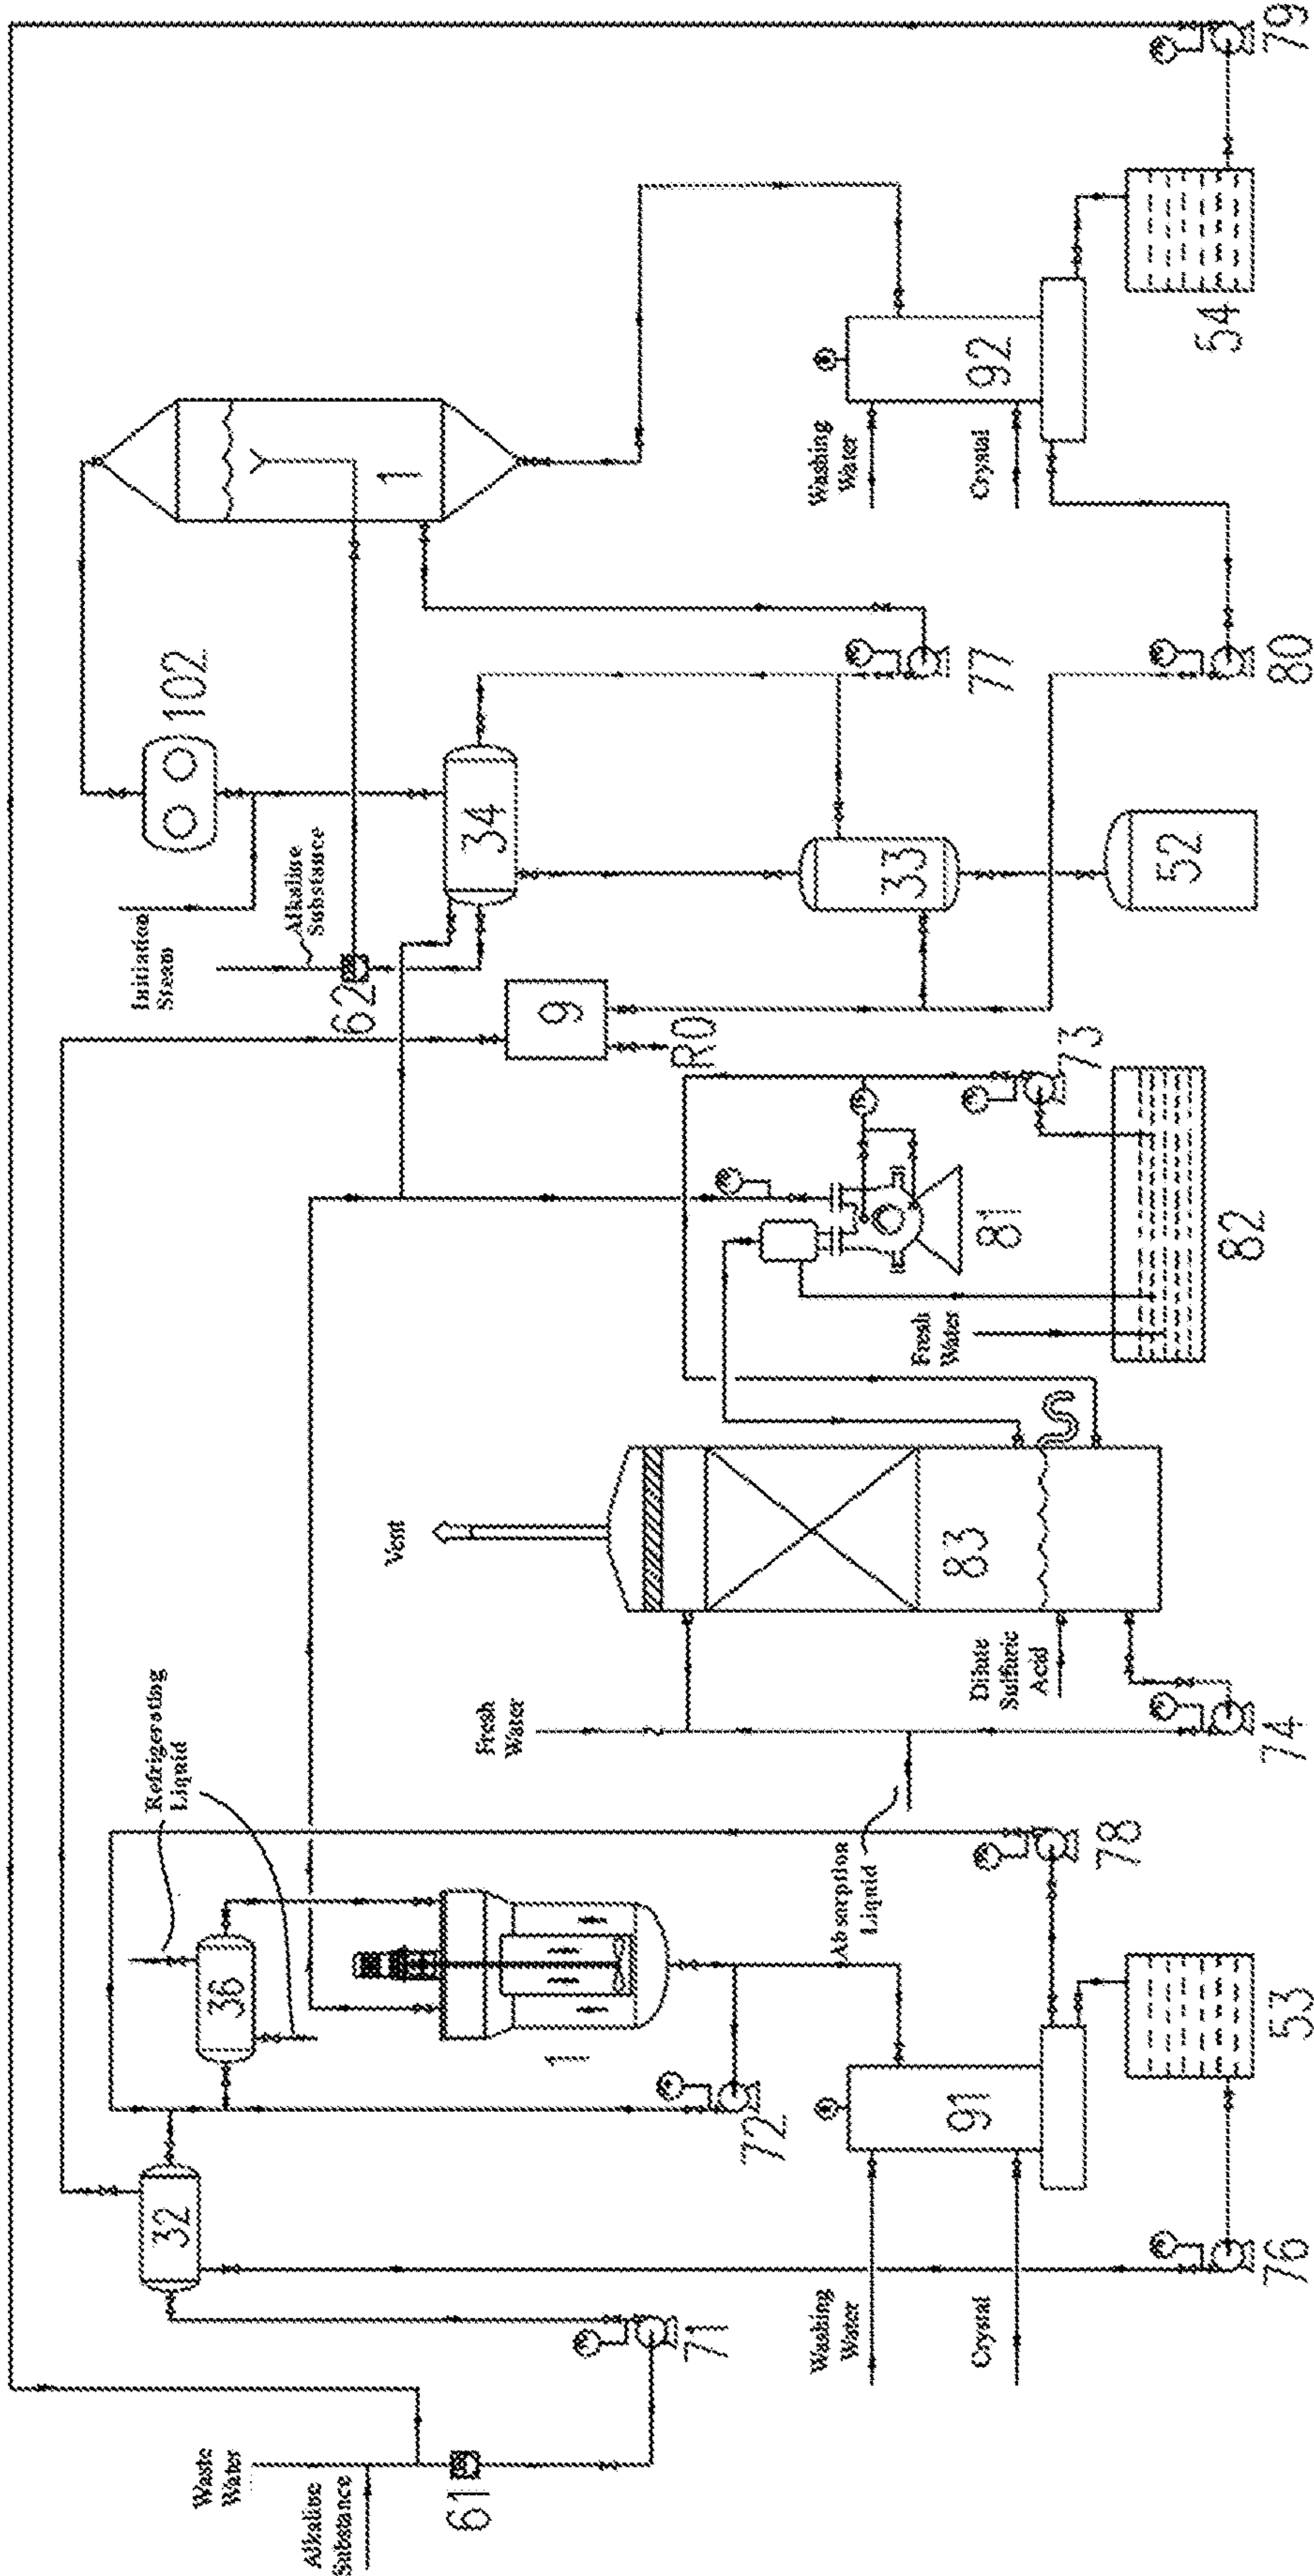 Waste
Water
Alkaline
Substance
61
71
32
36
Refrigerating
Liquid
1
72
76
Washing
Water
Crystal
91
53
78
Absorption
Liquid
Fresh
Water
74
Vent
83
Dilute
Sulfuric
Acid
Fresh
Water
81
82
73
9
RO
62
Alkaline
Substance
Initiation
Steam
102
34
33
52
77
80
1
Washing
Water
Crystal
92
54
79